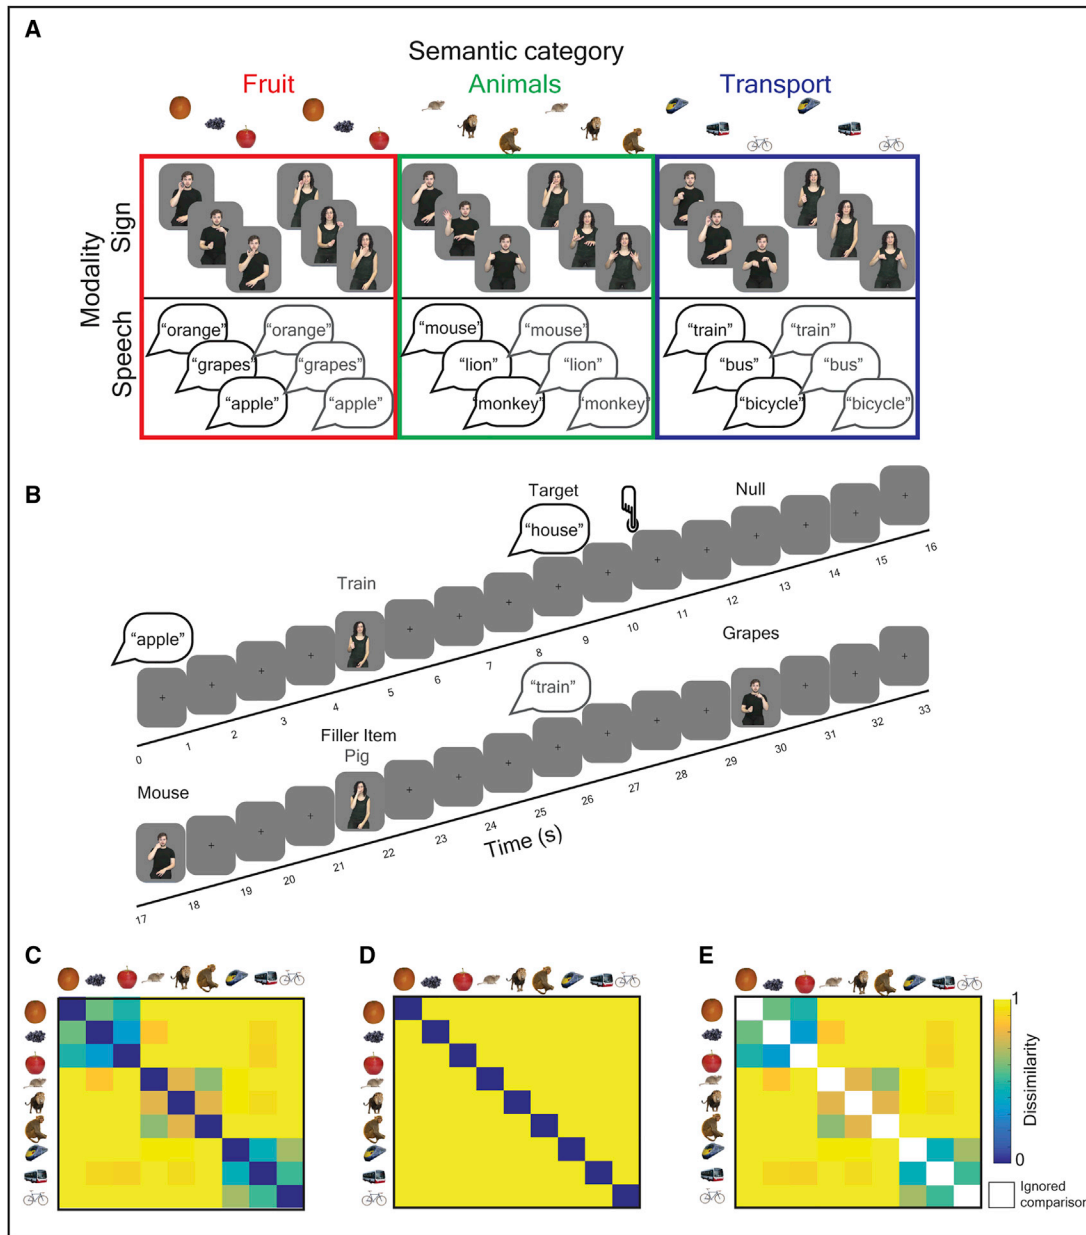 A
Semantic category
Fruit Animals Transport
Modality
Sign
Speech
"orange" "orange" "mouse" "mouse" "train" "train"
"grapes" "grapes" "lion" "lion" "bus" "bus"
"apple" "apple" "monkey" "monkey" "bicycle" "bicycle"
B
Target Null
"house"
Train
"apple"
0 1 2 3 4 5 6 7 8 9 10 11 12 13 14 15 16
Grapes
"train"
Filler Item
Pig
Mouse
17 18 19 20 21 22 23 24 25 26 27 28 29 30 31 32 33
Time (s)
C D E
1
Dissimilarity
0
Ignored
comparison